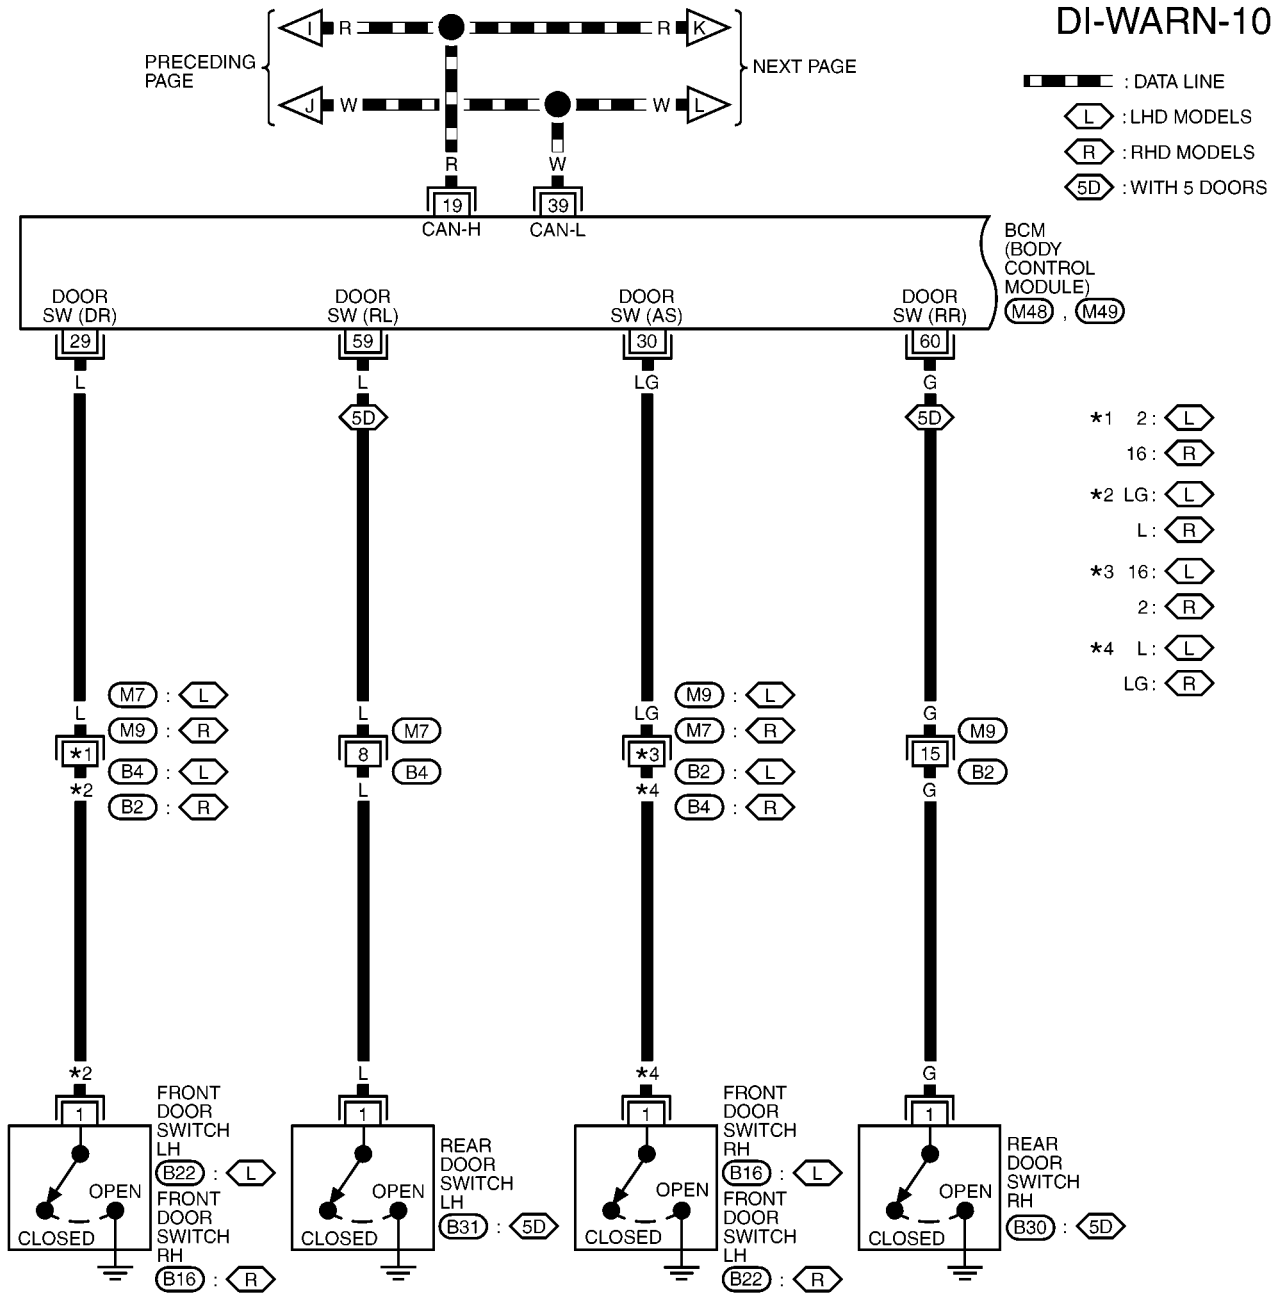 DI-WARN-10
I R R K
PRECEDING
PAGE
NEXT PAGE
J W W L
R W
19 39
CAN-H CAN-L
: DATA LINE
L : LHD MODELS
R : RHD MODELS
5D : WITH 5 DOORS
BCM
(BODY
CONTROL
MODULE)
M48 , M49
DOOR
SW (DR)
DOOR
SW (RL)
DOOR
SW (AS)
DOOR
SW (RR)
29 59 30 60
L L LG G
5D 5D
*1 2: L
16: R
*2 LG: L
L: R
*3 16: L
2: R
*4 L: L
LG: R
L
M7 : L
M9 : R
*1
B4 : L
*2
B2 : R
L
M7
8
B4
L
LG
M9 : L
M7 : R
*3
B2 : L
*4
B4 : R
G
M9
15
B2
G
*2 L *4 G
1 1 1 1
FRONT
DOOR
SWITCH
LH
B22 : L
FRONT
DOOR
SWITCH
RH
B16 : R
OPEN
CLOSED
REAR
DOOR
SWITCH
LH
B31 : 5D
OPEN
CLOSED
FRONT
DOOR
SWITCH
RH
B16 : L
FRONT
DOOR
SWITCH
LH
B22 : R
OPEN
CLOSED
REAR
DOOR
SWITCH
RH
B30 : 5D
OPEN
CLOSED